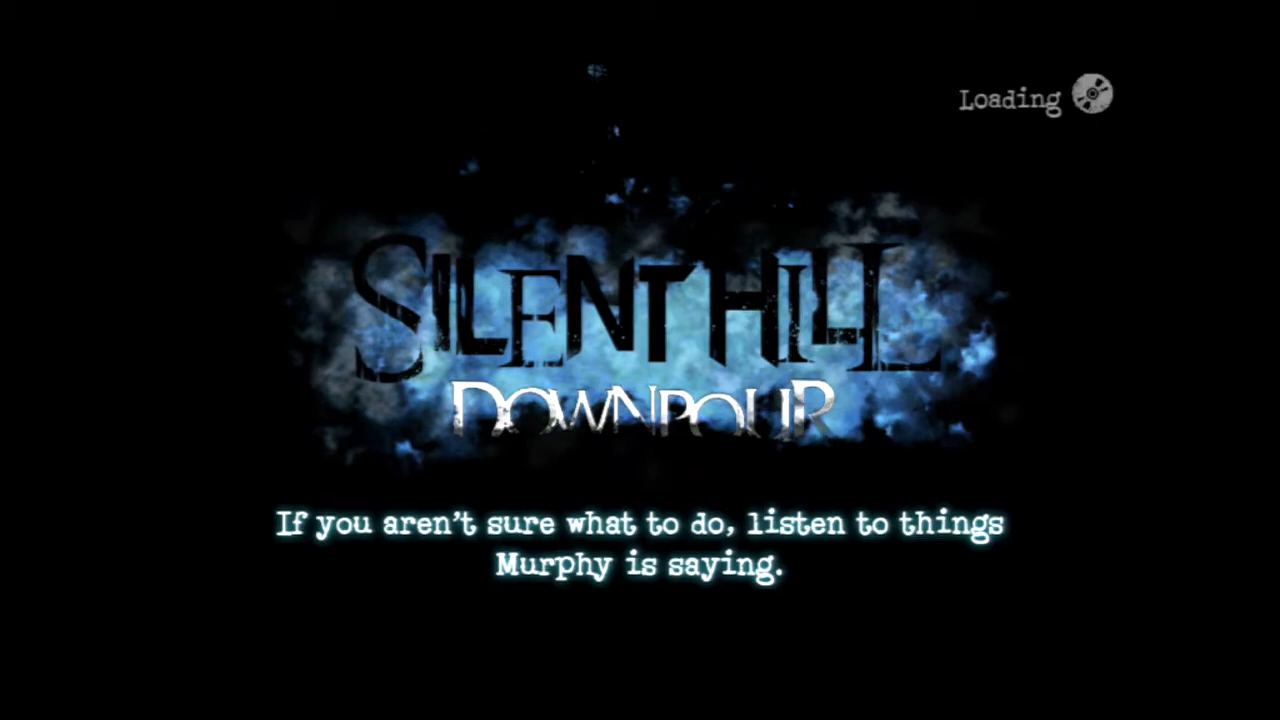 Loading
SILENT HILL
DOWNPOUR
If you aren't sure what to do, listen to things
Murphy is saying.